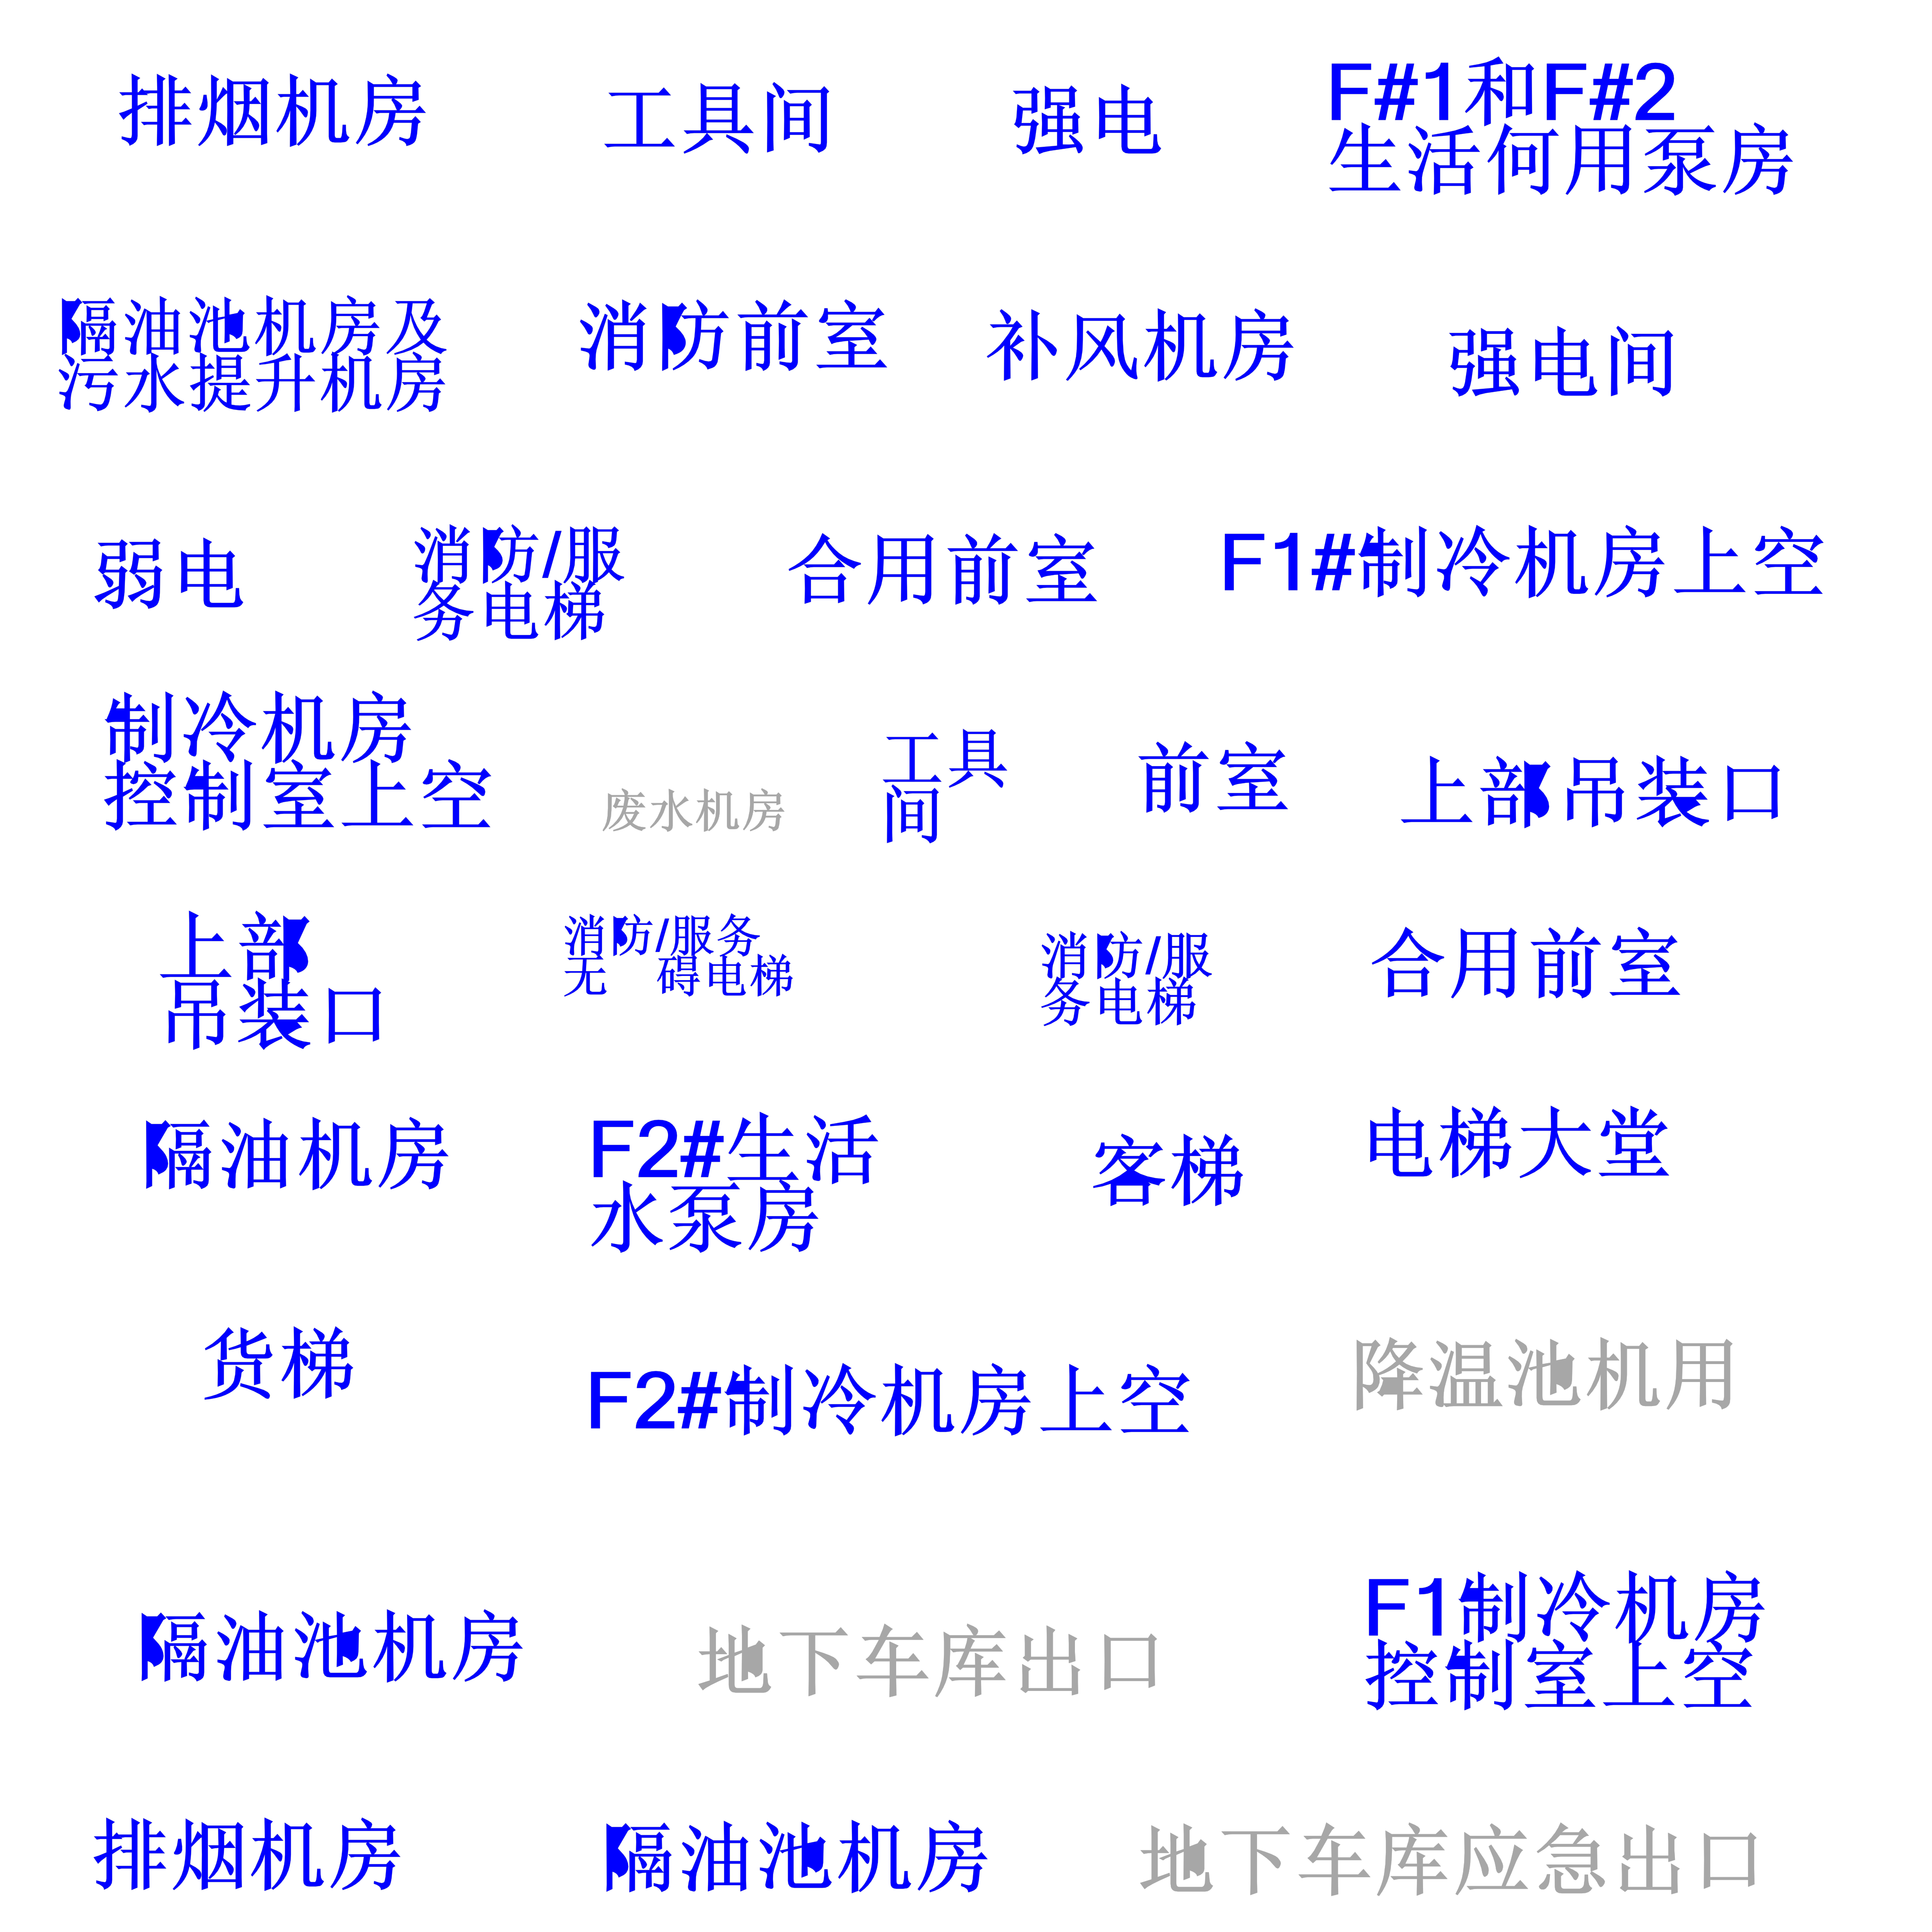 排烟机房
工具间
强电
F#1和F#2
生活何用泵房
隔油池机房及
污水提升机房
消防前室
补风机房
强电间
弱电
消防/服
务电梯
合用前室
F1#制冷机房上空
制冷机房
控制室上空
废水机房
工具
间
前室
上部吊装口
上部
吊装口
消防/服务
无 碍电梯
消防/服
务电梯
合用前室
隔油机房
F2#生活
水泵房
客梯
电梯大堂
货梯
F2#制冷机房上空
降温池机用
隔油池机房
地下车库出口
F1制冷机房
控制室上空
排烟机房
隔油池机房
地下车库应急出口